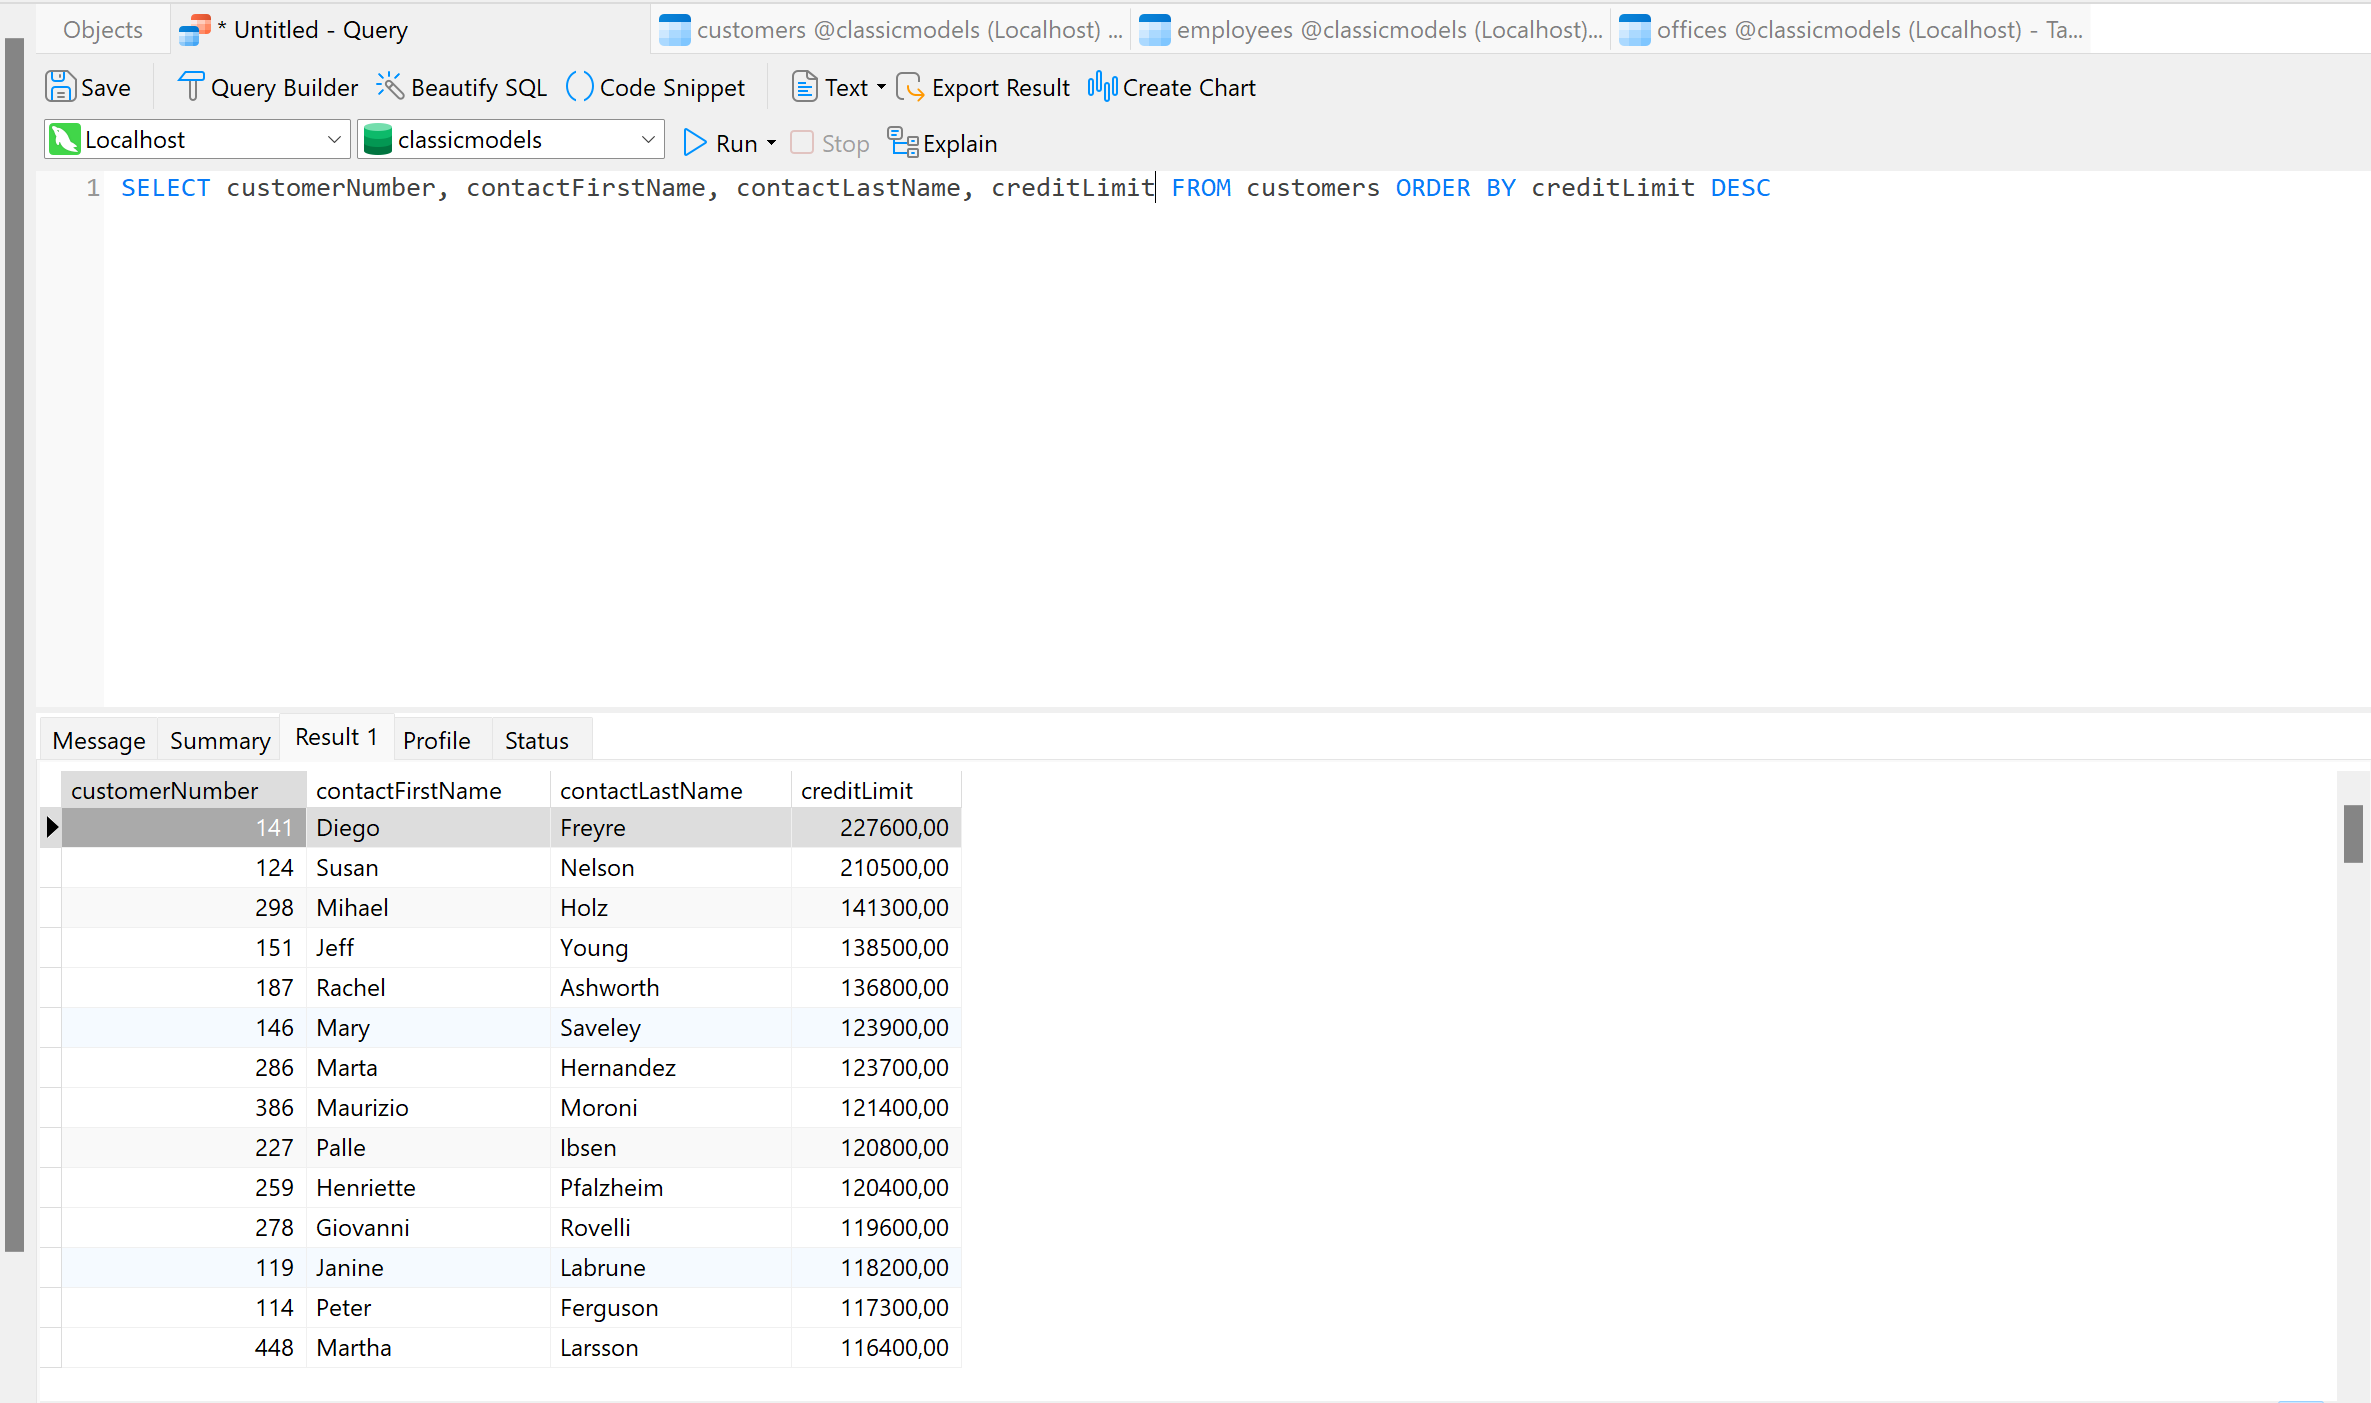 Objects * Untitled - Query customers @classicmodels (Localhost) ... employees @classicmodels (Localhost)... offices @classicmodels (Localhost) - Ta...
Save Query Builder Beautify SQL Code Snippet Text Export Result Create Chart
Localhost classicmodels Run Stop Explain
1 SELECT customerNumber, contactFirstName, contactLastName, creditLimit FROM customers ORDER BY creditLimit DESC
Message Summary Result 1 Profile Status
customerNumber contactFirstName contactLastName creditLimit
141 Diego Freyre 227600,00
124 Susan Nelson 210500,00
298 Mihael Holz 141300,00
151 Jeff Young 138500,00
187 Rachel Ashworth 136800,00
146 Mary Saveley 123900,00
286 Marta Hernandez 123700,00
386 Maurizio Moroni 121400,00
227 Palle Ibsen 120800,00
259 Henriette Pfalzheim 120400,00
278 Giovanni Rovelli 119600,00
119 Janine Labrune 118200,00
114 Peter Ferguson 117300,00
448 Martha Larsson 116400,00